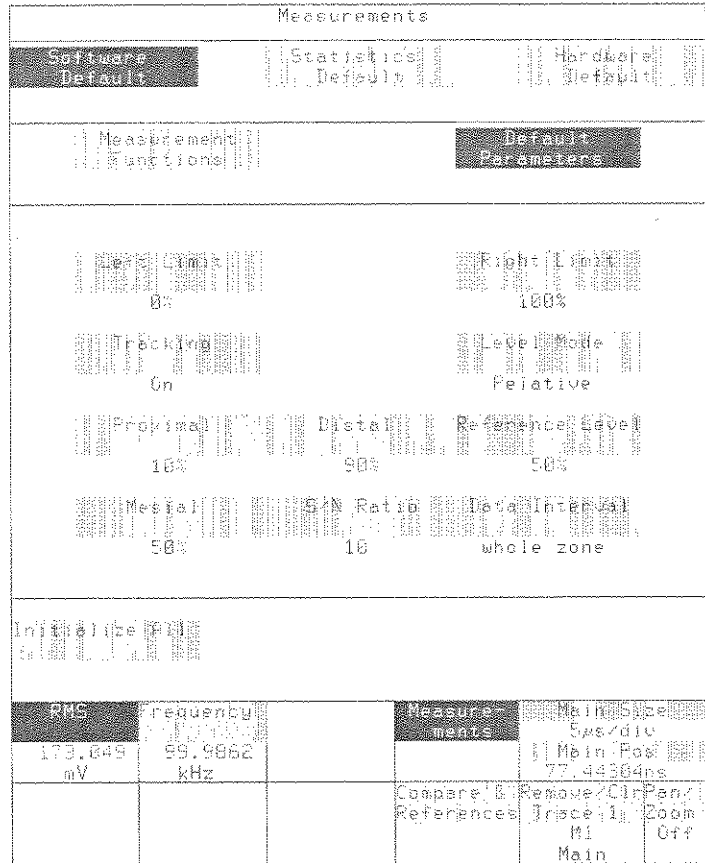 Measurements
Software Default
Statistics Default
Hardware Default
Measurement Functions
Default Parameters
Left Limit
0%
Right Limit
100%
Tracking
On
Level Mode
Relative
Proximal
10%
Distal
90%
Reference Level
50%
Mesial
50%
S/N Ratio
10
Data Interval
whole zone
Initialize All
RMS
173.049
mV
Frequency
99.9862
kHz
Measure-
ments
Main Size
5µs/div
Main Pos
77.44304ns
Compare &
References
Remove/Clr
Trace 1
M1
Main
Pan/
Zoom
Off